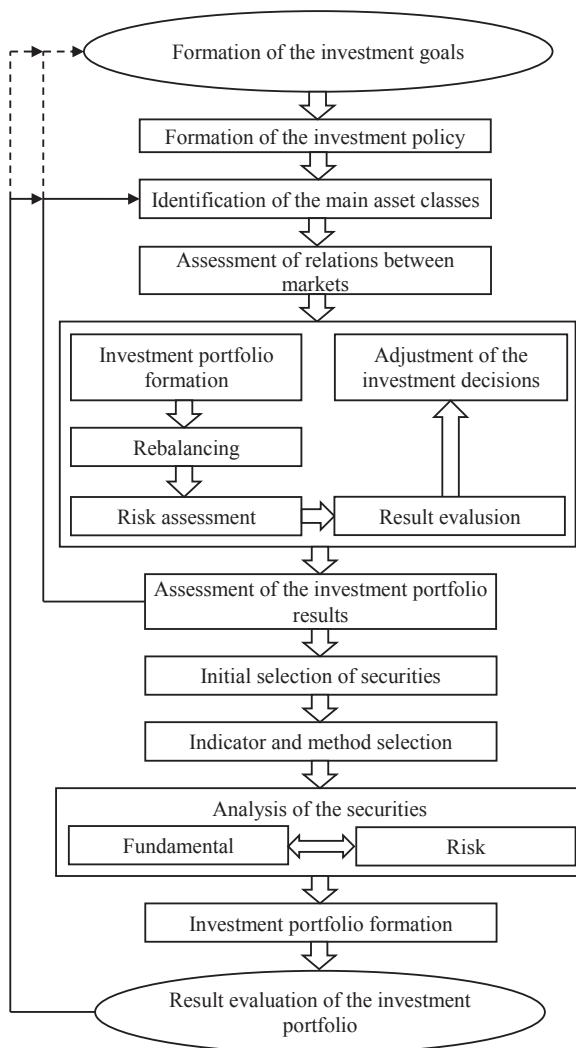 Formation of the investment goals
Formation of the investment policy
Identification of the main asset classes
Assessment of relations between
markets
Investment portfolio
formation
Adjustment of the
investment decisions
Rebalancing
Risk assessment
Result evalusion
Assessment of the investment portfolio
results
Initial selection of securities
Indicator and method selection
Analysis of the securities
Fundamental
Risk
Investment portfolio formation
Result evaluation of the investment
portfolio